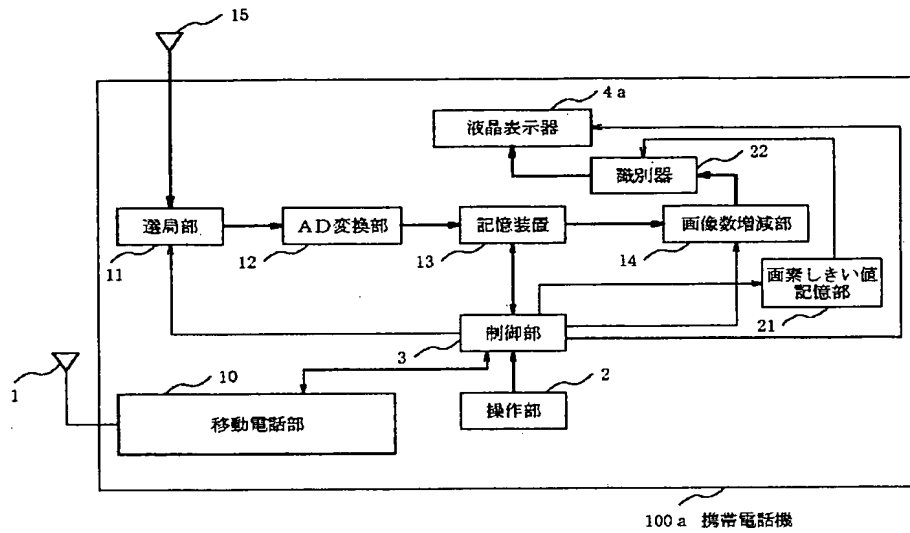 15
4a
液晶表示器
22
識別器
選局部
AD変換部
記憶装置
画像数増減部
11
12
13
14
画素しきい値
記憶部
21
制御部
3
1
10
2
移動電話部
操作部
100a 携帯電話機